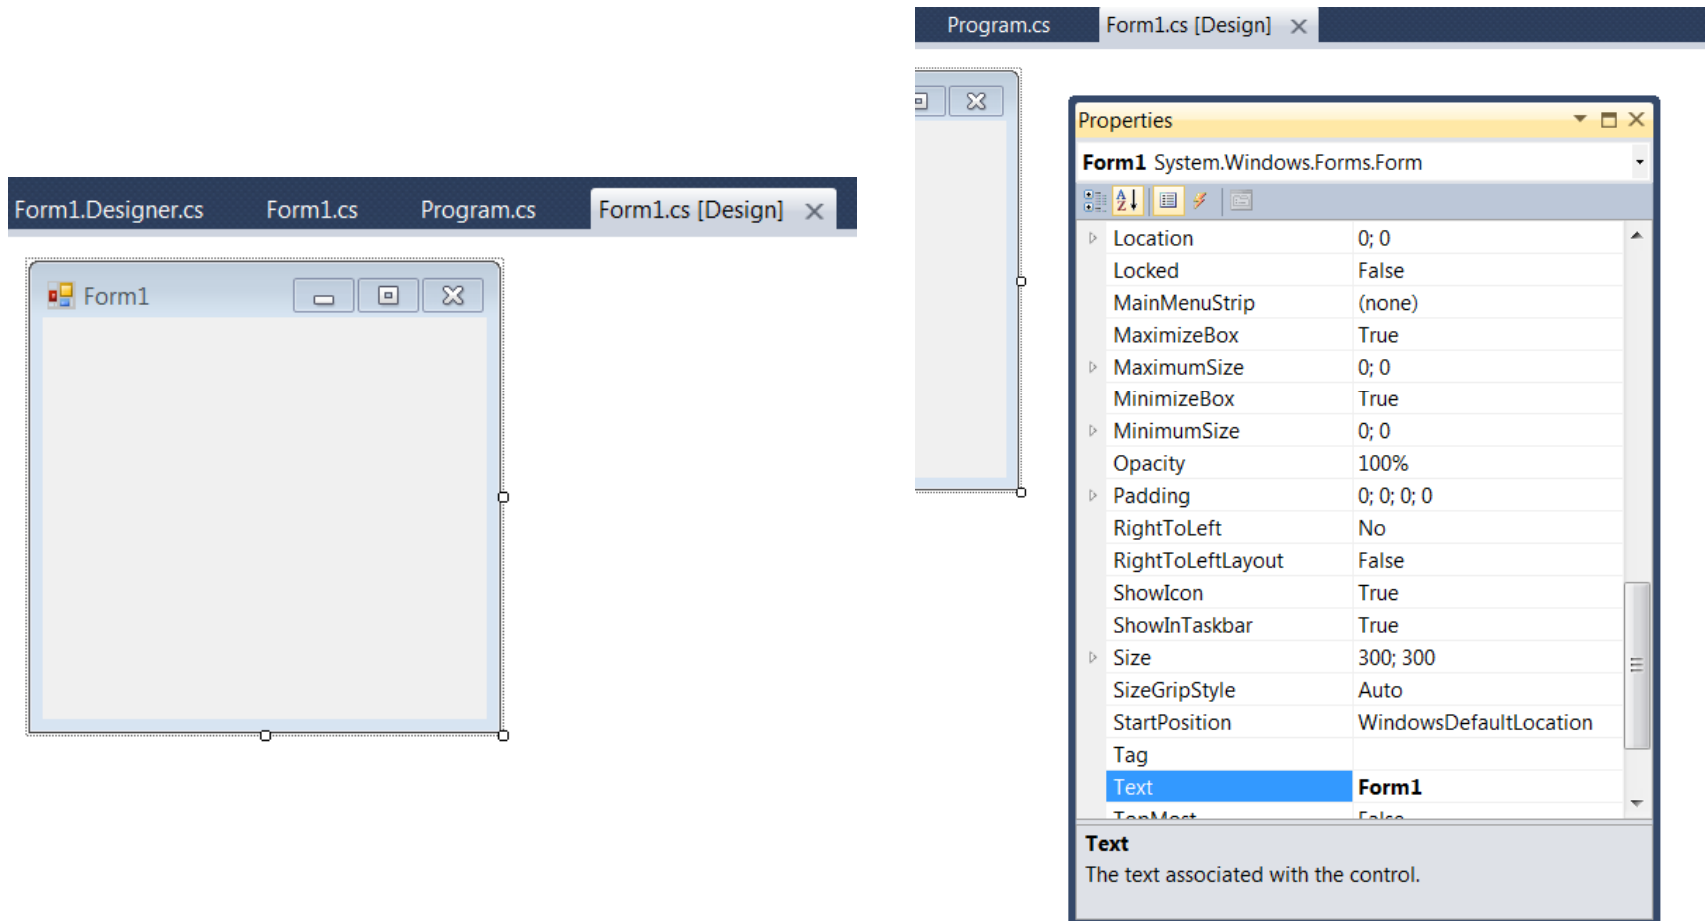 Form1.Designer.cs Form1.cs Program.cs Form1.cs [Design]
Form1
Program.cs Form1.cs [Design]
Properties
Form1 System.Windows.Forms.Form
Location 0; 0
Locked False
MainMenuStrip (none)
MaximizeBox True
MaximumSize 0; 0
MinimizeBox True
MinimumSize 0; 0
Opacity 100%
Padding 0; 0; 0; 0
RightToLeft No
RightToLeftLayout False
ShowIcon True
ShowInTaskbar True
Size 300; 300
SizeGripStyle Auto
StartPosition WindowsDefaultLocation
Tag
Text Form1
TopMost False
Text
The text associated with the control.